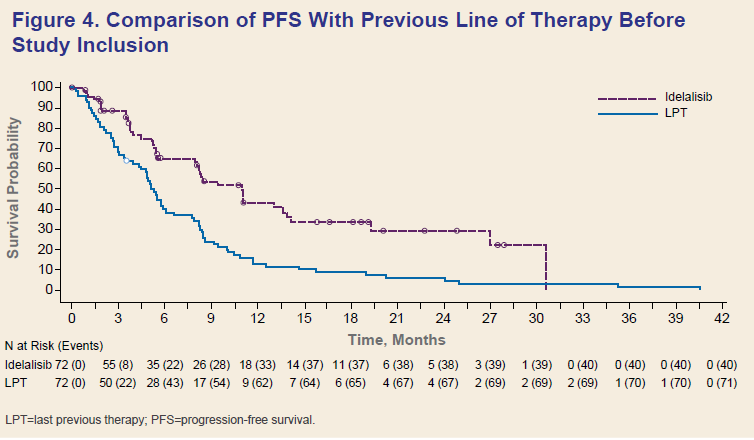 Figure 4. Comparison of PFS With Previous Line of Therapy Before
Study Inclusion
Survival Probability
100
90
80
70
60
50
40
30
20
10
0
Idelalisib
LPT
0 3 6 9 12 15 18 21 24 27 30 33 36 39 42
Time, Months
N at Risk (Events)
Idelalisib 72 (0) 55 (8) 35 (22) 26 (28) 18 (33) 14 (37) 11 (37) 6 (38) 5 (38) 3 (39) 1 (39) 0 (40) 0 (40) 0 (40) 0 (40)
LPT 72 (0) 50 (22) 28 (43) 17 (54) 9 (62) 7 (64) 6 (65) 4 (67) 4 (67) 2 (69) 2 (69) 2 (69) 1 (70) 1 (70) 0 (71)
LPT=last previous therapy; PFS=progression-free survival.